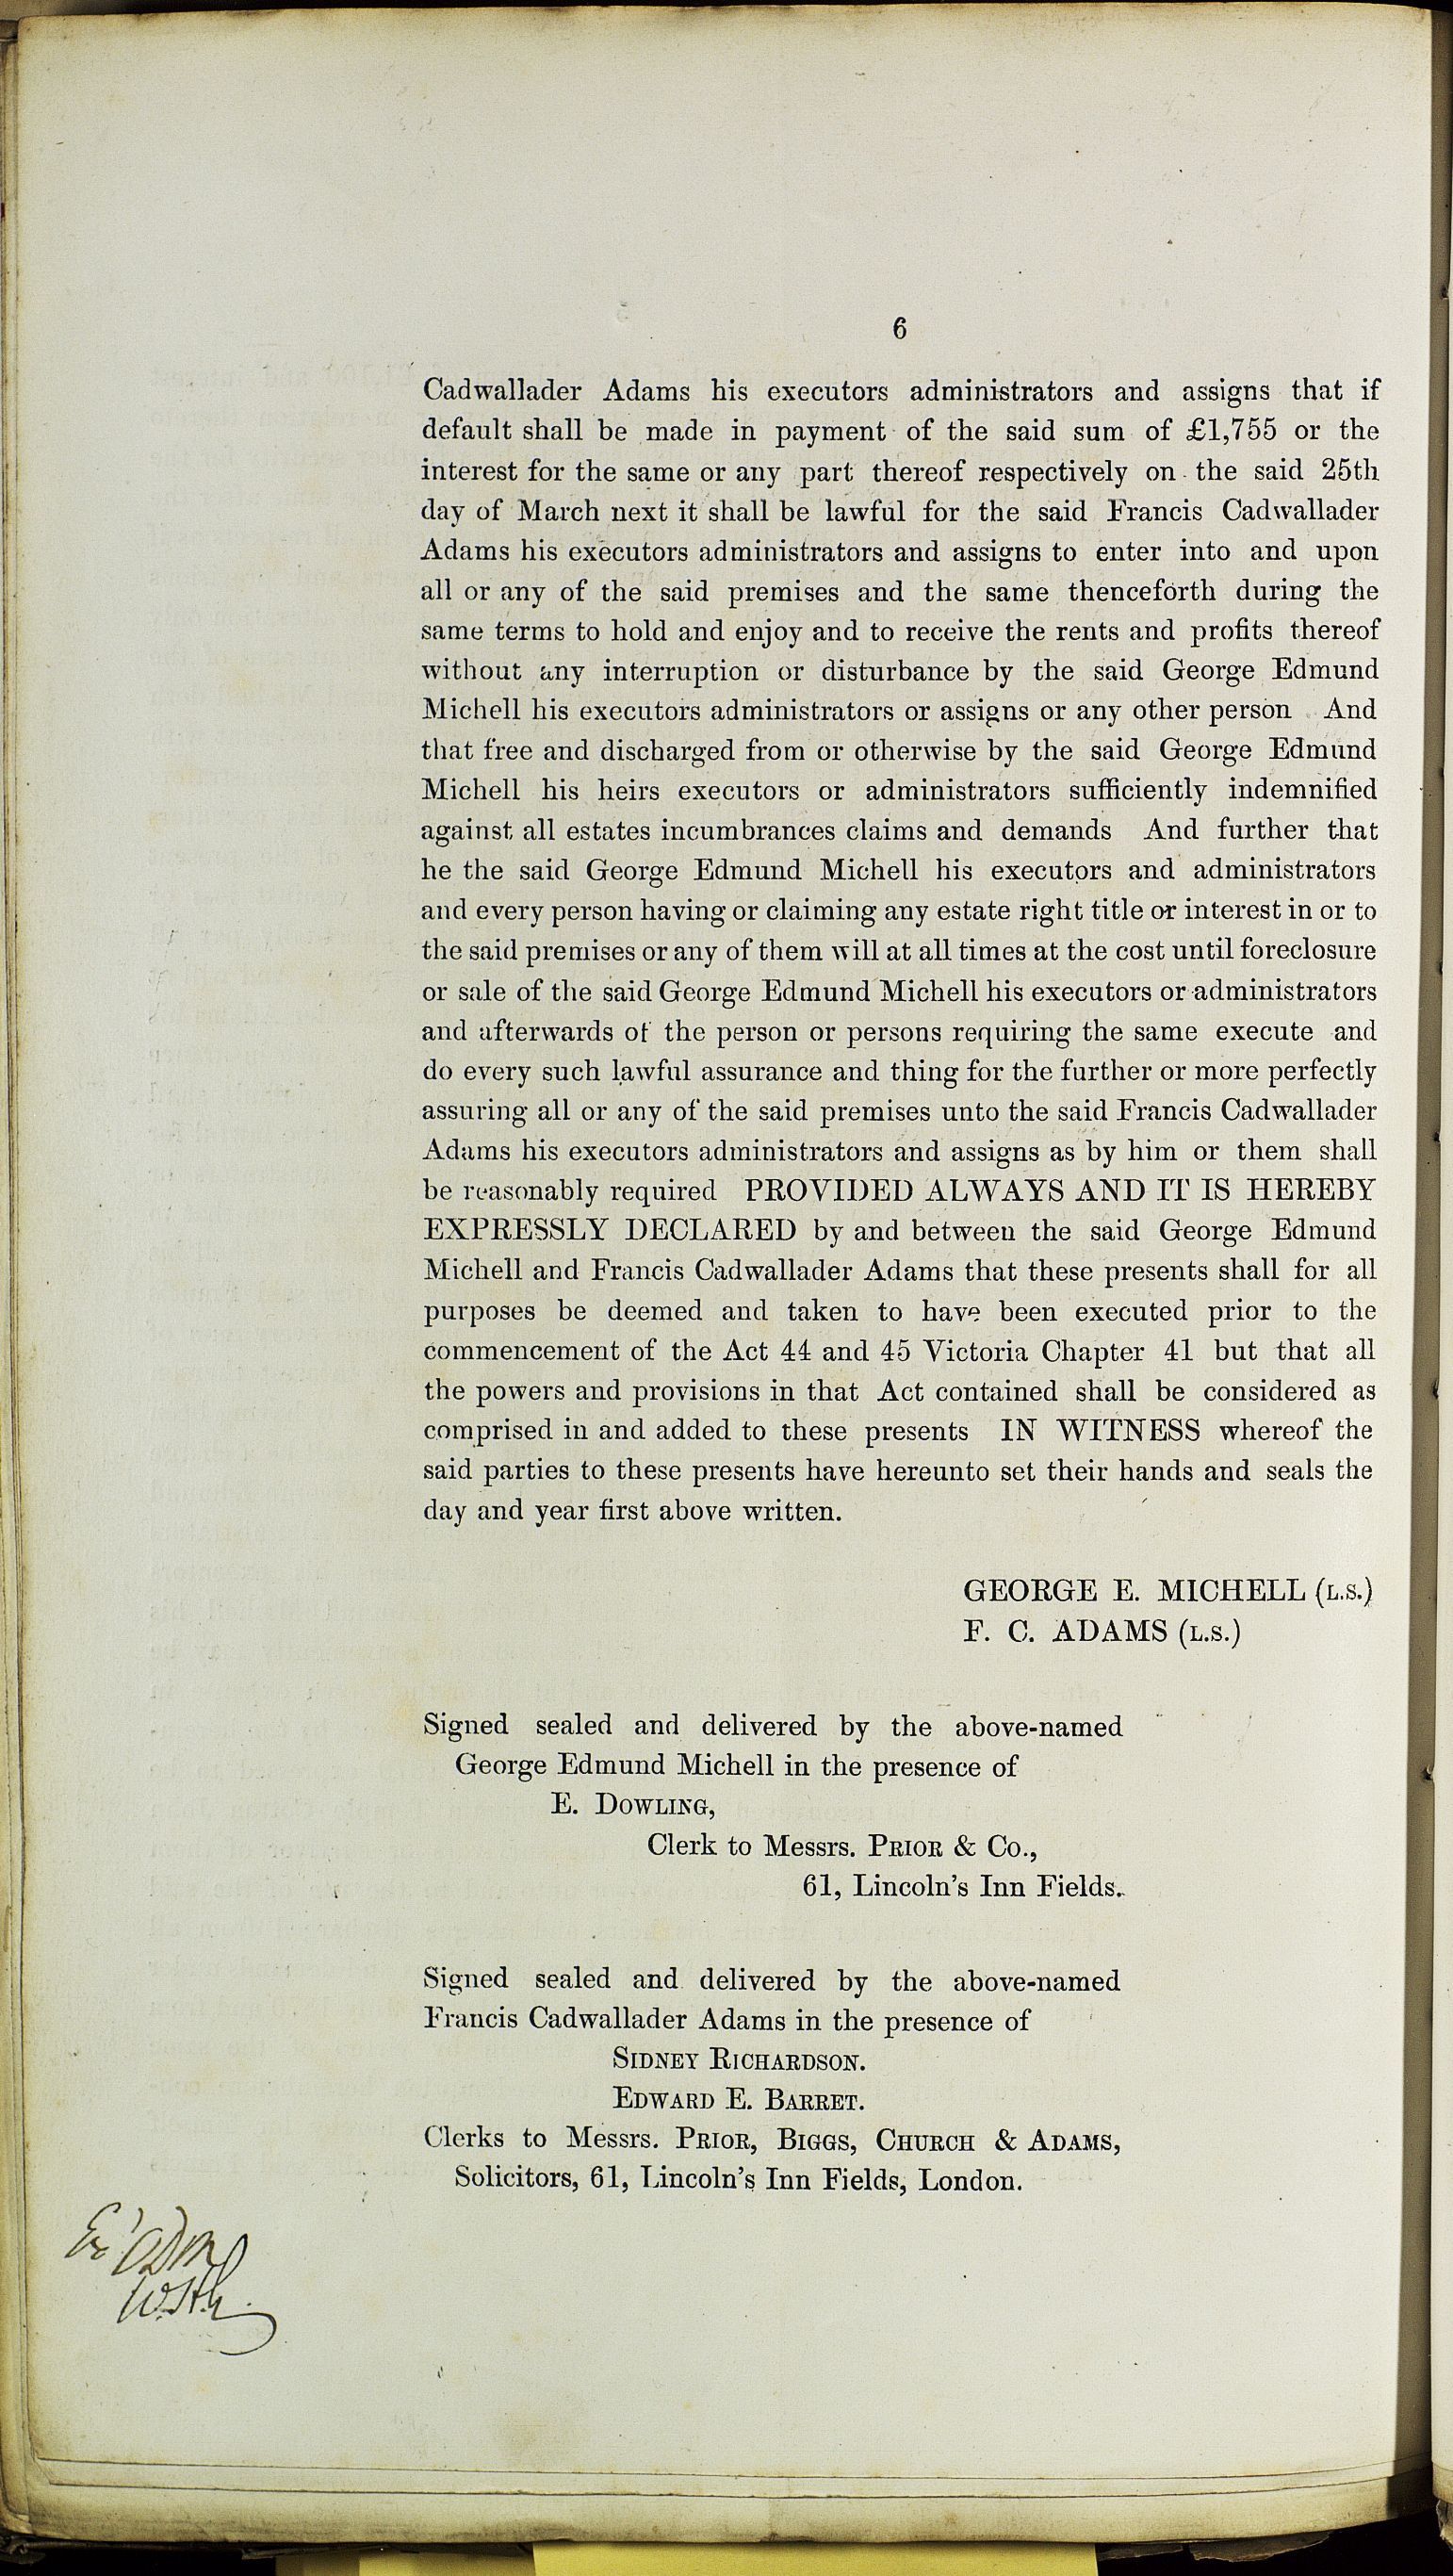 6
Cadwallader Adams his executors administrators and assigns that if
default shall be made in payment of the said sum of £1,755 or the
interest for the same or any part thereof respectively on the said 25th
day of March next it shall be lawful for the said Francis Cadwallader
Adams his executors administrators and assigns to enter into and upon
all or any of the said premises and the same thenceforth during the
same terms to hold and enjoy and to receive the rents and profits thereof
without any interruption or disturbance by the said George Edmund
Michell his executors administrators or assigns or any other person And
that free and discharged from or otherwise by the said George Edmund
Michell his heirs executors or administrators sufficiently indemnified
against all estates incumbrances claims and demands And further that
he the said George Edmund Michell his executors and administrators
and every person having or claiming any estate right title or interest in or to
the said premises or any of them will at all times at the cost until foreclosure
or sale of the said George Edmund Michell his executors or administrators
and afterwards of the person or persons requiring the same execute and
do every such lawful assurance and thing for the further or more perfectly
assuring all or any of the said premises unto the said Francis Cadwallader
Adams his executors administrators and assigns as by him or them shall
be reasonably required PROVIDED ALWAYS AND IT IS HEREBY
EXPRESSLY DECLARED by and between the said George Edmund
Michell and Francis Cadwallader Adams that these presents shall for all
purposes be deemed and taken to have been executed prior to the
commencement of the Act 44 and 45 Victoria Chapter 41 but that all
the powers and provisions in that Act contained shall be considered as
comprised in and added to these presents IN WITNESS whereof the
said parties to these presents have hereunto set their hands and seals the
day and year first above written.
GEORGE E. MICHELL (L.S.)
F. C. ADAMS (L.S.)
Signed sealed and delivered by the above-named
George Edmund Michell in the presence of
E. DOWLING,
Clerk to Messrs. PRIOR & CO.,
61, Lincoln's Inn Fields.
Signed sealed and delivered by the above-named
Francis Cadwallader Adams in the presence of
SIDNEY RICHARDSON.
EDWARD E. BARRET.
Clerks to Messrs. PRIOR, BIGGS, CHURCH & ADAMS,
Solicitors, 61, Lincoln's Inn Fields, London.